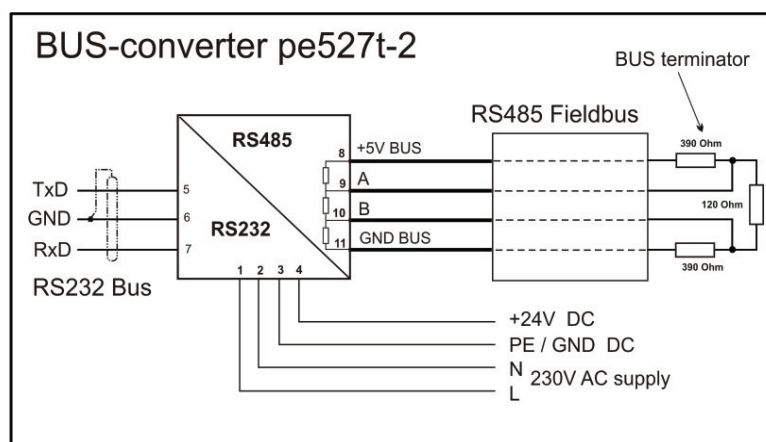 BUS-converter pe527t-2
BUS terminator
RS485 Fieldbus
RS485
RS232
8 +5V BUS
9 A
10 B
11 GND BUS
390 Ohm
120 Ohm
390 Ohm
TxD 5
GND 6
RxD 7
RS232 Bus
1 2 3 4
+24V DC
PE / GND DC
N
230V AC supply
L